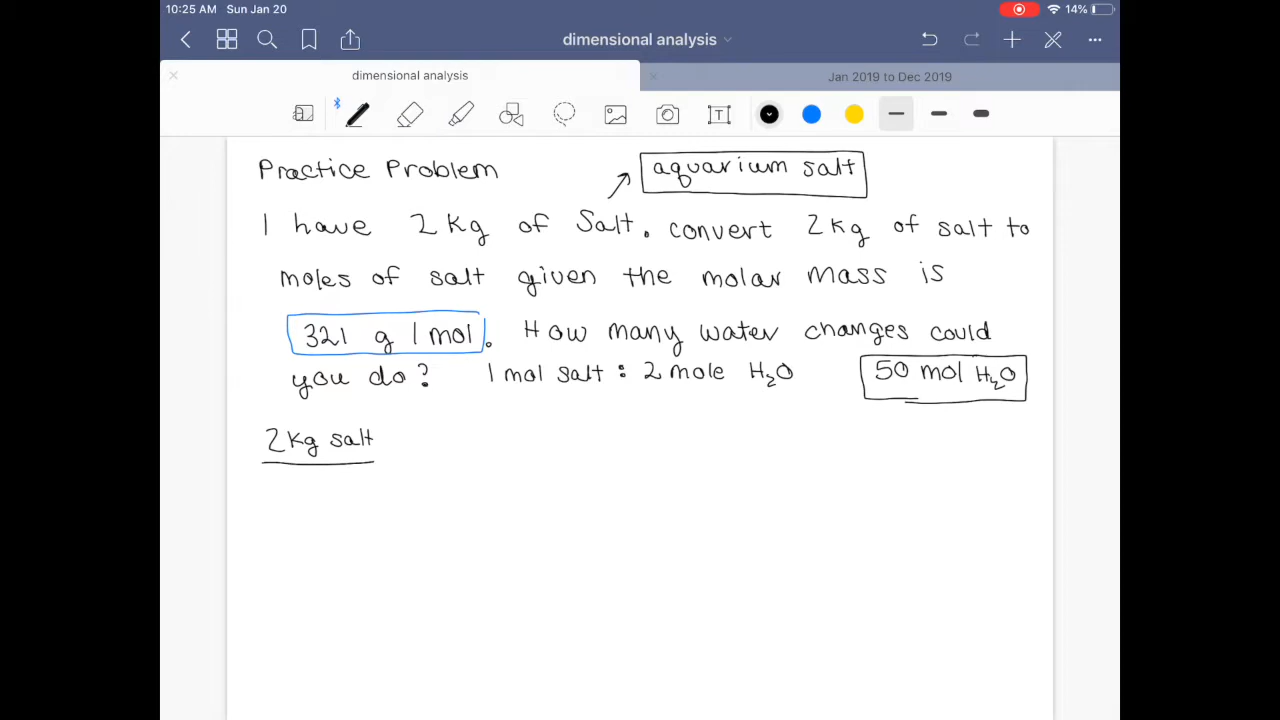 10:25 AM Sun Jan 20
14%
dimensional analysis
dimensional analysis
Jan 2019 to Dec 2019
T
Practice Problem
aquarium salt
I have 2 kg of Salt. convert 2 kg of salt to
moles of salt given the molar mass is
321 g / mol. How many water changes could
you do? 1 mol salt : 2 mole H₂O 50 mol H₂O
2 kg salt